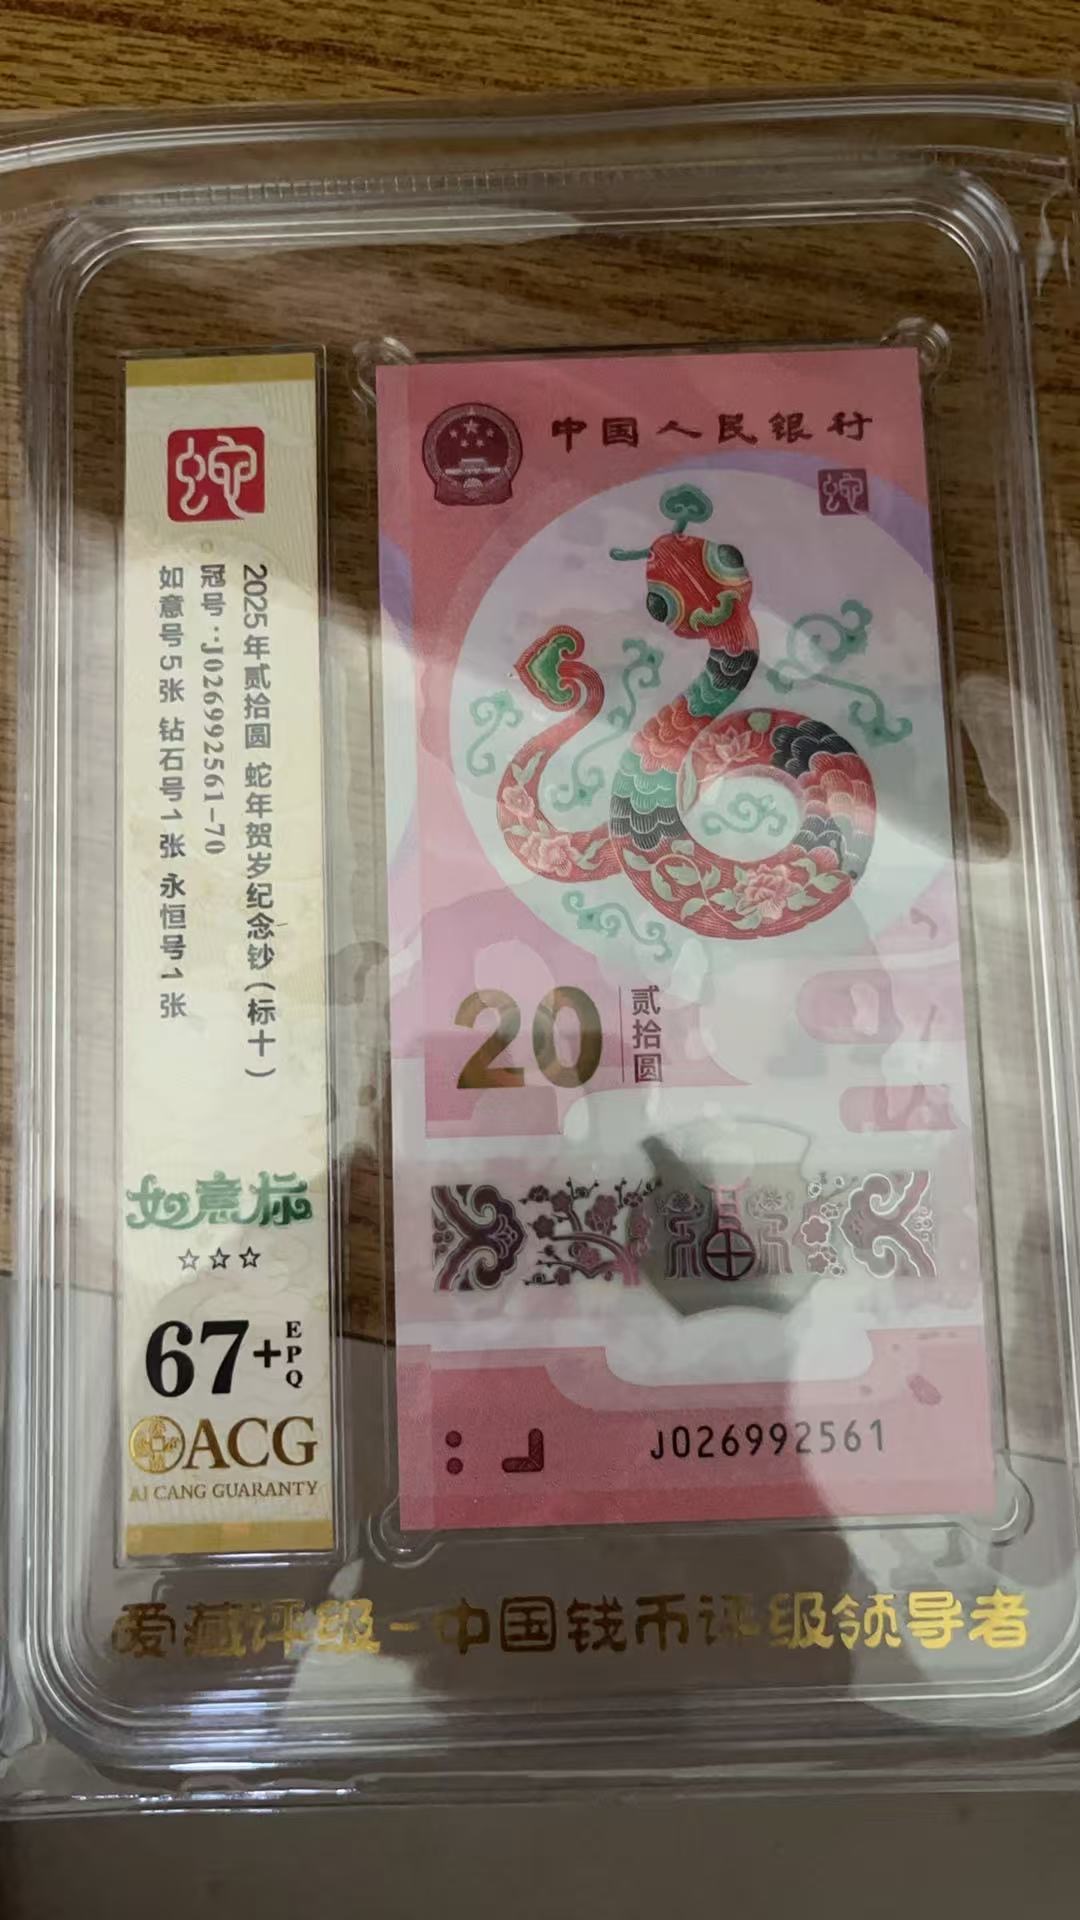 蛇
2025年贰拾圆 蛇年贺岁纪念钞（标十）
冠号：J026992561-70
如意号5张 钻石号1张 永恒号1张
如意标
☆☆☆
67+EPQ
ACG
AI CANG GUARANTY
中国人民银行
蛇
20
贰拾圆
J026992561
爱藏评级-中国钱币评级领导者